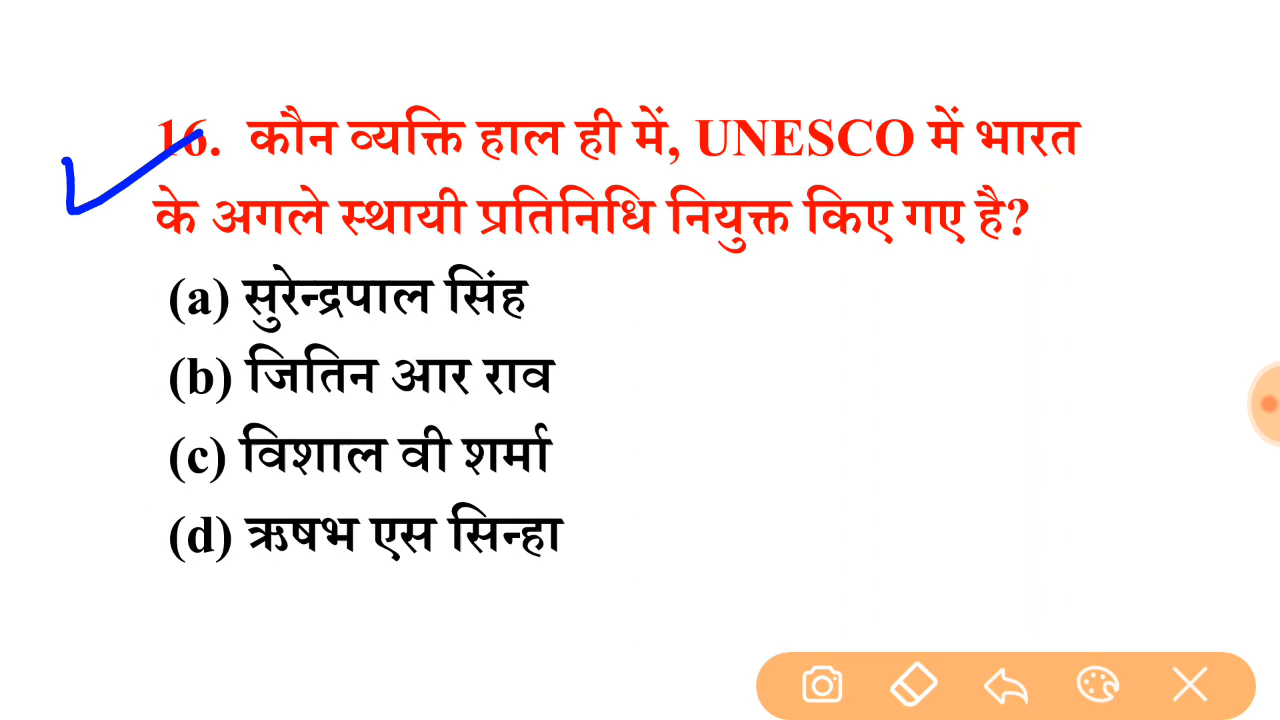 16. कौन व्यक्ति हाल ही में, UNESCO में भारत
के अगले स्थायी प्रतिनिधि नियुक्त किए गए है?
(a) सुरेन्द्रपाल सिंह
(b) जितिन आर राव
(c) विशाल वी शर्मा
(d) ऋषभ एस सिन्हा